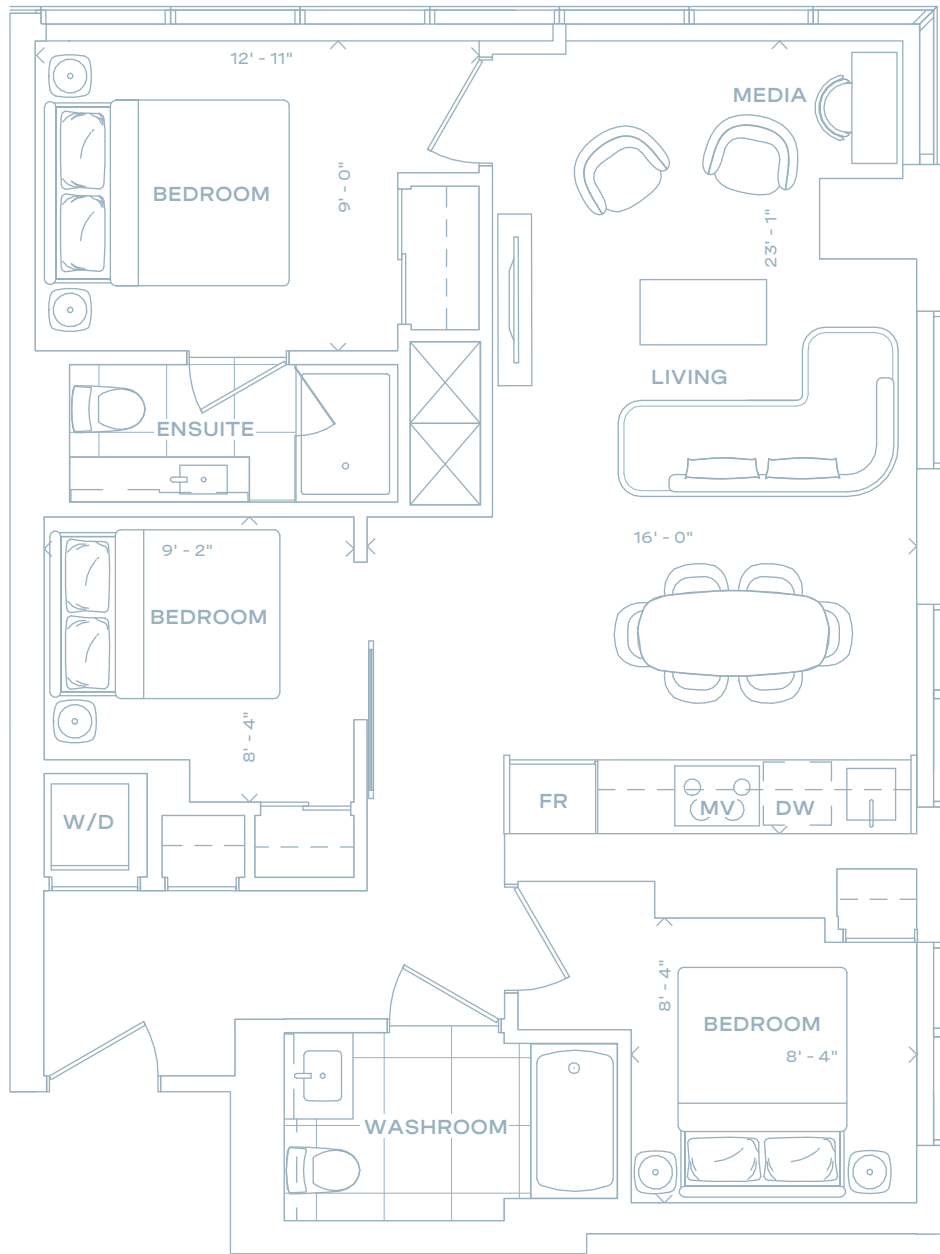 12' - 11"
MEDIA
9' - 0"
BEDROOM
23' - 1"
LIVING
ENSUITE
16' - 0"
9' - 2"
BEDROOM
8' - 4"
FR
MV
DW
W/D
8' - 4"
BEDROOM
8' - 4"
WASHROOM